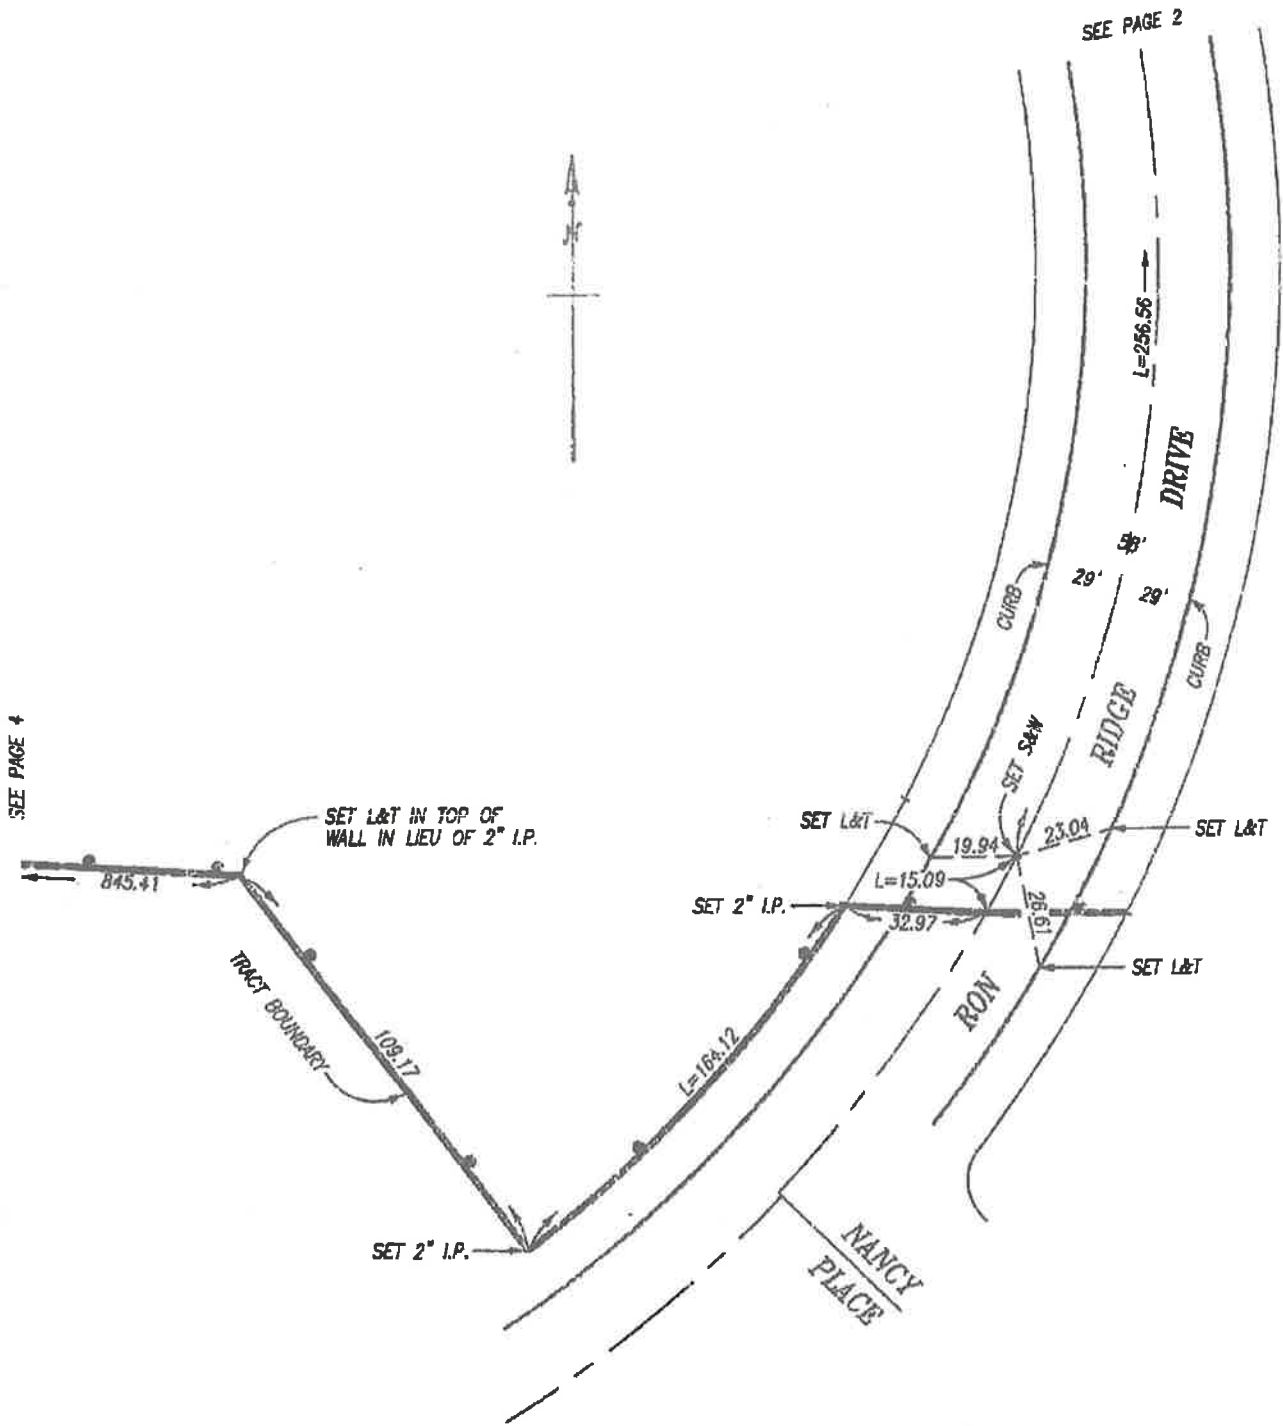 SEE PAGE 2
N
L=256.56
DRIVE
58'
29'
29'
CURB
CURB
RIDGE
SEE PAGE 4
SET S&W
SET L&T IN TOP OF
WALL IN LIEU OF 2" I.P.
SET L&T
19.94
23.04
SET L&T
845.41
L=15.09
SET 2" I.P.
32.97
26.61
SET L&T
RON
TRACT BOUNDARY
109.17
L=164.12
SET 2" I.P.
NANCY
PLACE